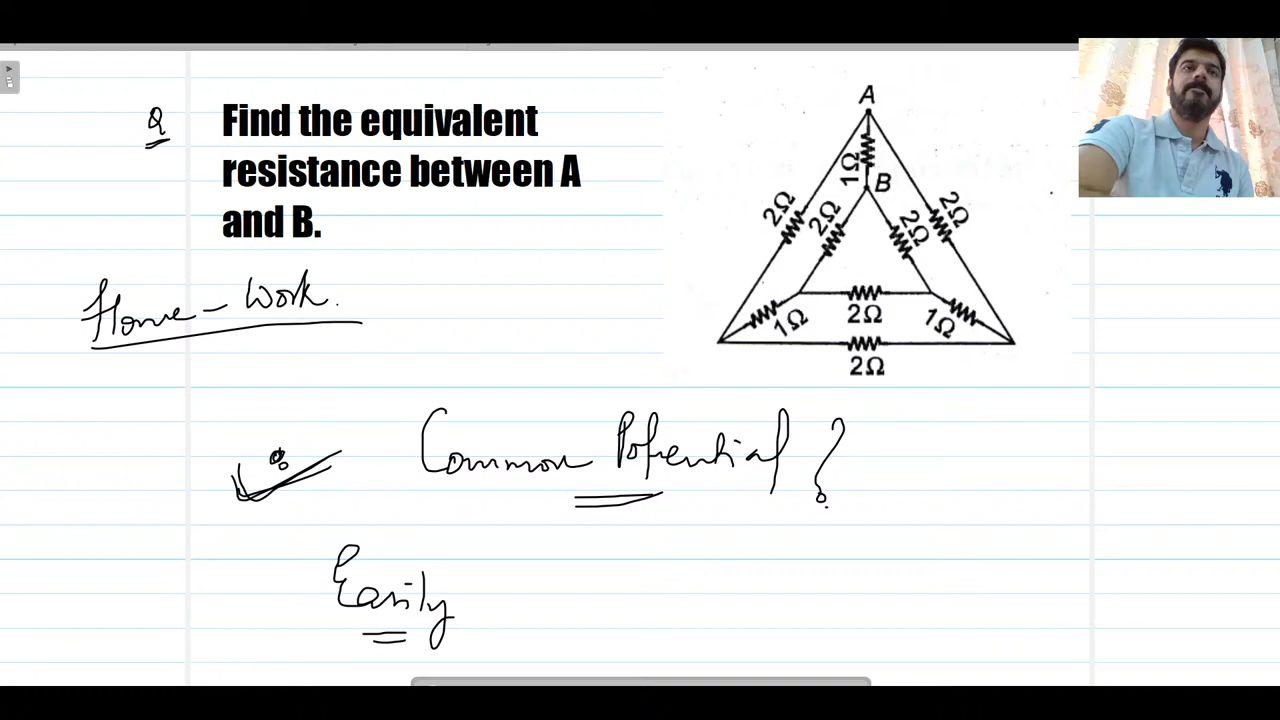 Q
Find the equivalent
resistance between A
and B.
Home-Work.
A
1Ω
B
2Ω
2Ω
2Ω
2Ω
1Ω
2Ω
1Ω
2Ω
Common Potential?
Easily